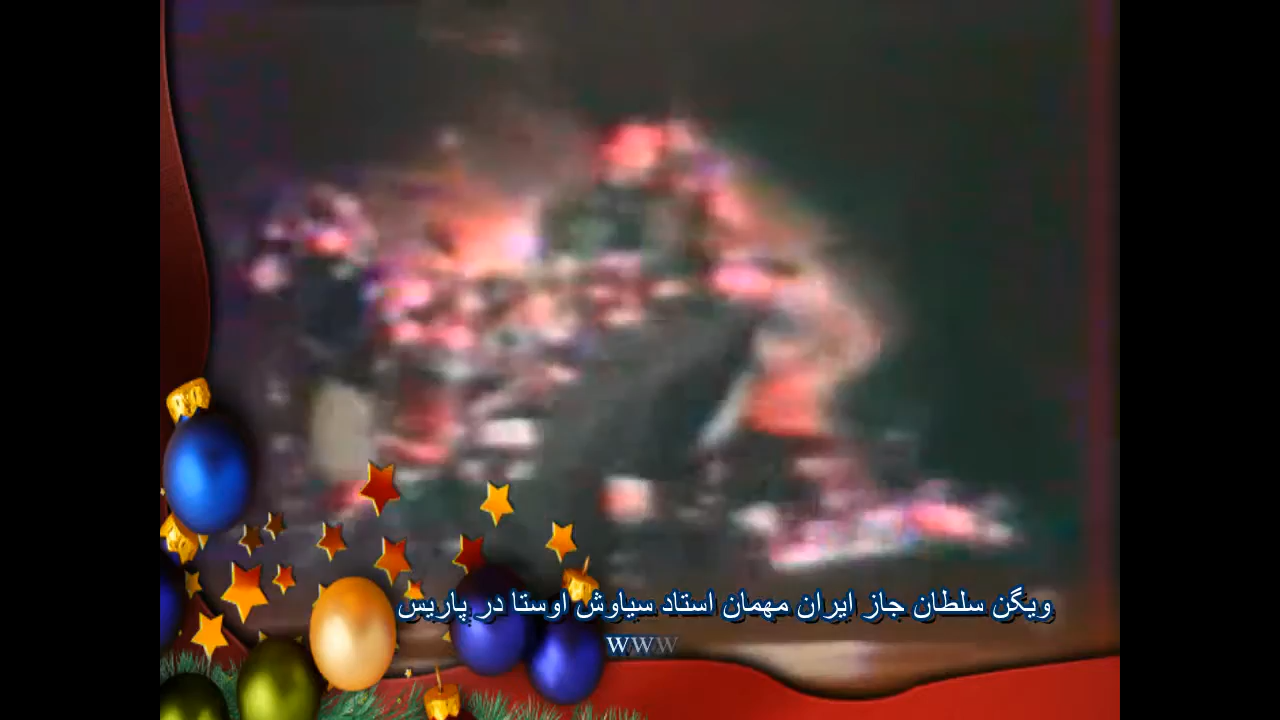 ویگن سلطان جاز ایران مهمان استاد سیاوش اوستا در پاریس
www